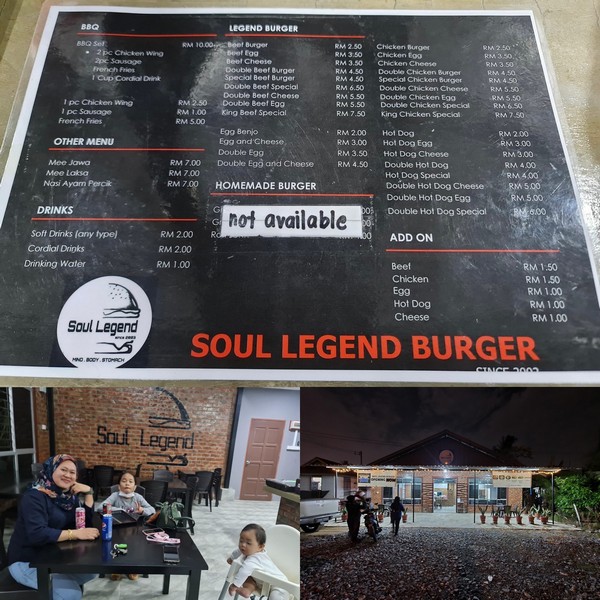 BBQ
BBQ Set RM 10.00
2 pc Chicken Wing
2pc Sausage
French Fries
1 Cup Cordial Drink
1 pc Chicken Wing RM 2.50
1 pc Sausage RM 1.00
French Fries RM 5.00
OTHER MENU
Mee Jawa RM 7.00
Mee Laksa RM 7.00
Nasi Ayam Percik RM 7.00
DRINKS
Soft Drinks (any type) RM 2.00
Cordial Drinks RM 2.00
Drinking Water RM 1.00
Soul Legend
since 2002
MIND . BODY . STOMACH
LEGEND BURGER
Beef Burger RM 2.50
Beef Egg RM 3.50
Beef Cheese RM 3.50
Double Beef Burger RM 4.50
Special Beef Burger RM 4.50
Double Beef Special RM 6.50
Double Beef Cheese RM 5.50
Double Beef Egg RM 5.50
King Beef Special RM 7.50
Egg Benjo RM 2.00
Egg and Cheese RM 3.00
Double Egg RM 3.50
Double Egg and Cheese RM 4.50
HOMEMADE BURGER
not available
Chicken Burger RM 2.50
Chicken Egg RM 3.50
Chicken Cheese RM 3.50
Double Chicken Burger RM 4.50
Special Chicken Burger RM 4.50
Double Chicken Cheese RM 5.50
Double Chicken Egg RM 5.50
Double Chicken Special RM 6.50
King Chicken Special RM 7.50
Hot Dog RM 2.00
Hot Dog Egg RM 3.00
Hot Dog Cheese RM 3.00
Double Hot Dog RM 4.00
Hot Dog Special RM 4.00
Double Hot Dog Cheese RM 5.00
Double Hot Dog Egg RM 5.00
Double Hot Dog Special RM 6.00
ADD ON
Beef RM 1.50
Chicken RM 1.50
Egg RM 1.00
Hot Dog RM 1.00
Cheese RM 1.00
SOUL LEGEND BURGER
SINCE 2002
Soul Legend